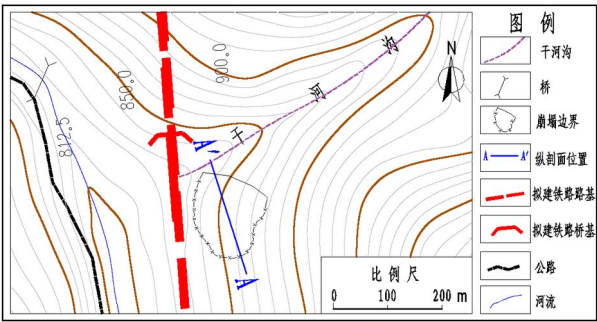 图 例
干河沟
桥
崩塌边界
A A' 纵剖面位置
拟建铁路路基
拟建铁路桥基
公路
河流
N
900.0
850.0
812.5
干 河 沟
A'
A
比 例 尺
0 100 200 m